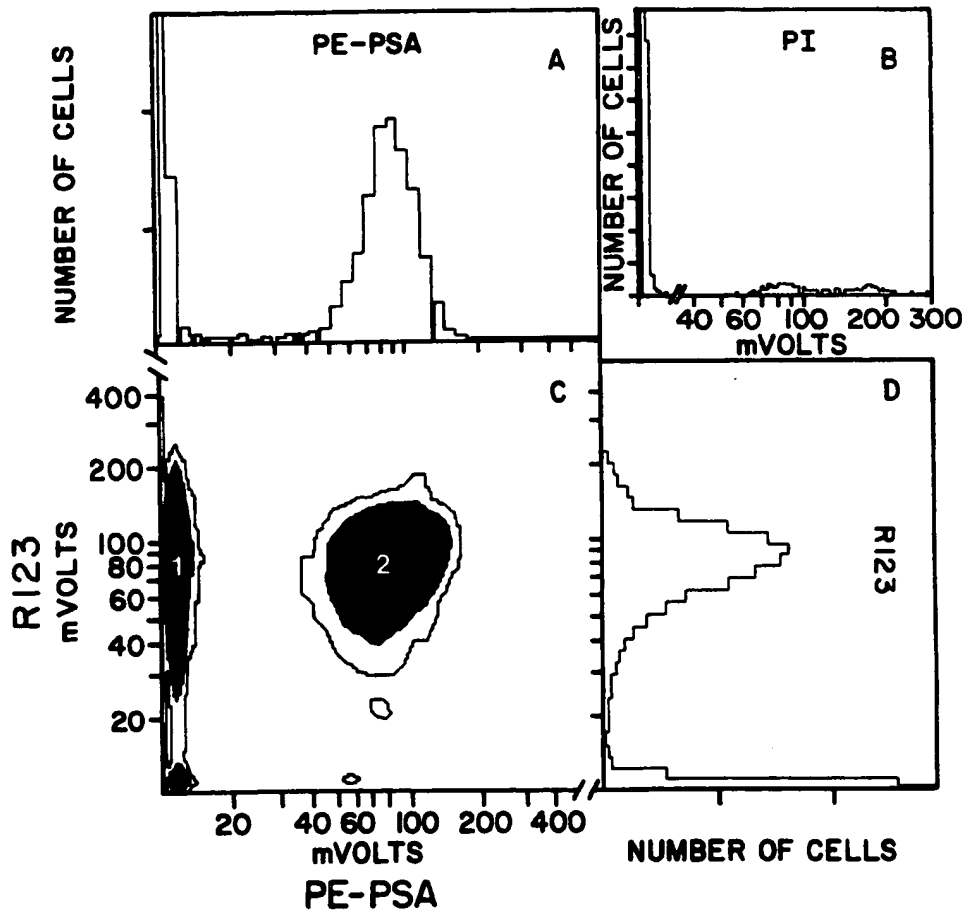 PE-PSA
A
NUMBER OF CELLS
PI
B
NUMBER OF CELLS
40 60 100 200 300
mVOLTS
C
400
200
100
80
60
40
20
R123
mVOLTS
1
2
20 40 60 100 200 400
mVOLTS
PE-PSA
D
R123
NUMBER OF CELLS